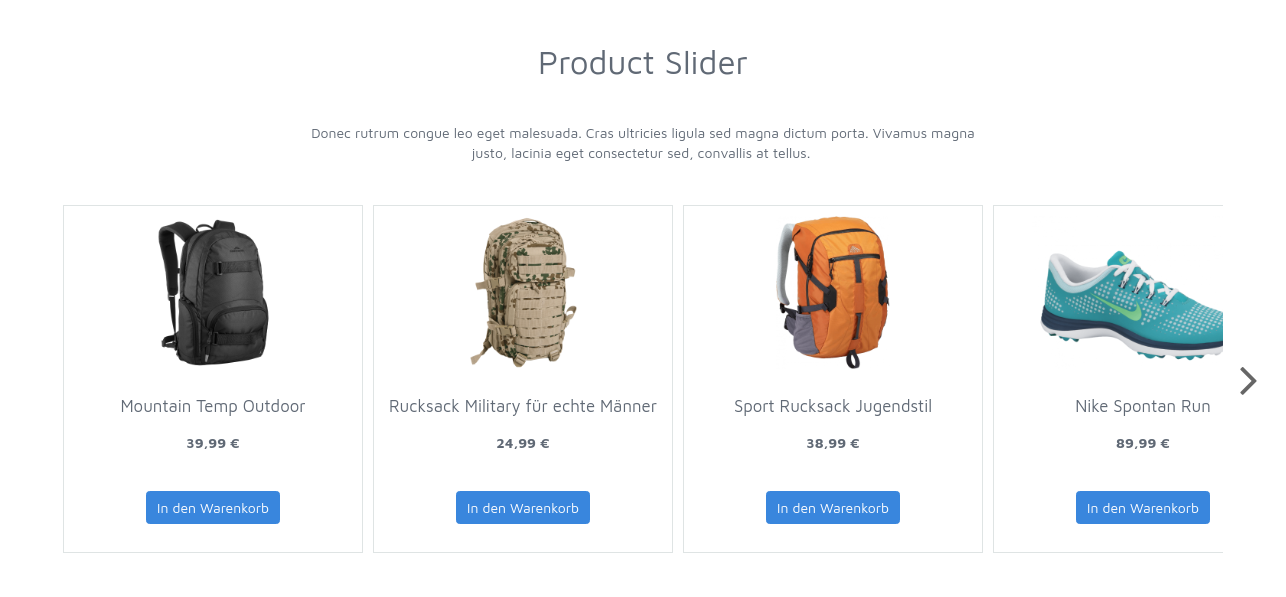 Product Slider
Donec rutrum congue leo eget malesuada. Cras ultricies ligula sed magna dictum porta. Vivamus magna
justo, lacinia eget consectetur sed, convallis at tellus.
Mountain Temp Outdoor
39,99 €
In den Warenkorb
Rucksack Military für echte Männer
24,99 €
In den Warenkorb
Sport Rucksack Jugendstil
38,99 €
In den Warenkorb
Nike Spontan Run
89,99 €
In den Warenkorb